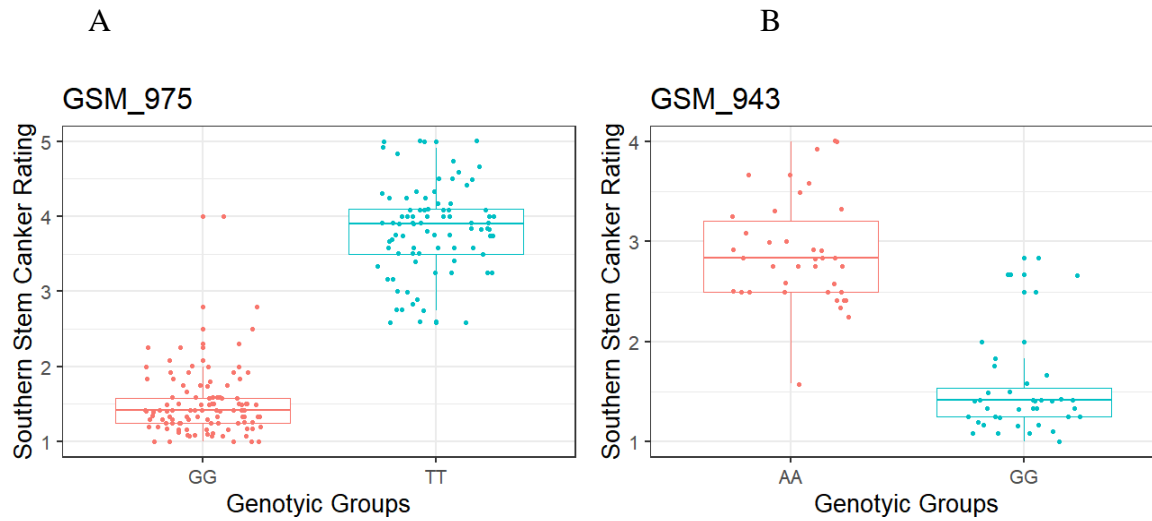 A
B
GSM_975
GSM_943
Southern Stem Canker Rating
5
4
3
2
1
GG
TT
Genotyic Groups
Southern Stem Canker Rating
4
3
2
1
AA
GG
Genotyic Groups